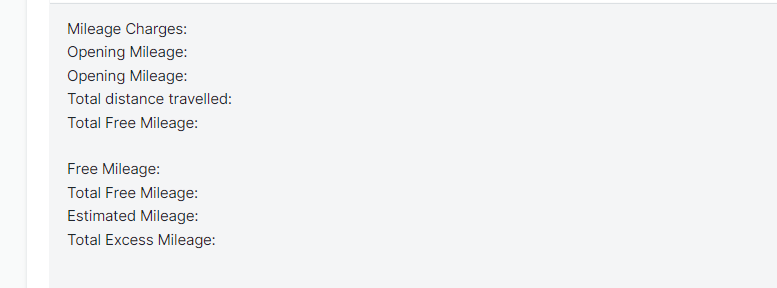 Mileage Charges:
Opening Mileage:
Opening Mileage:
Total distance travelled:
Total Free Mileage:
Free Mileage:
Total Free Mileage:
Estimated Mileage:
Total Excess Mileage: